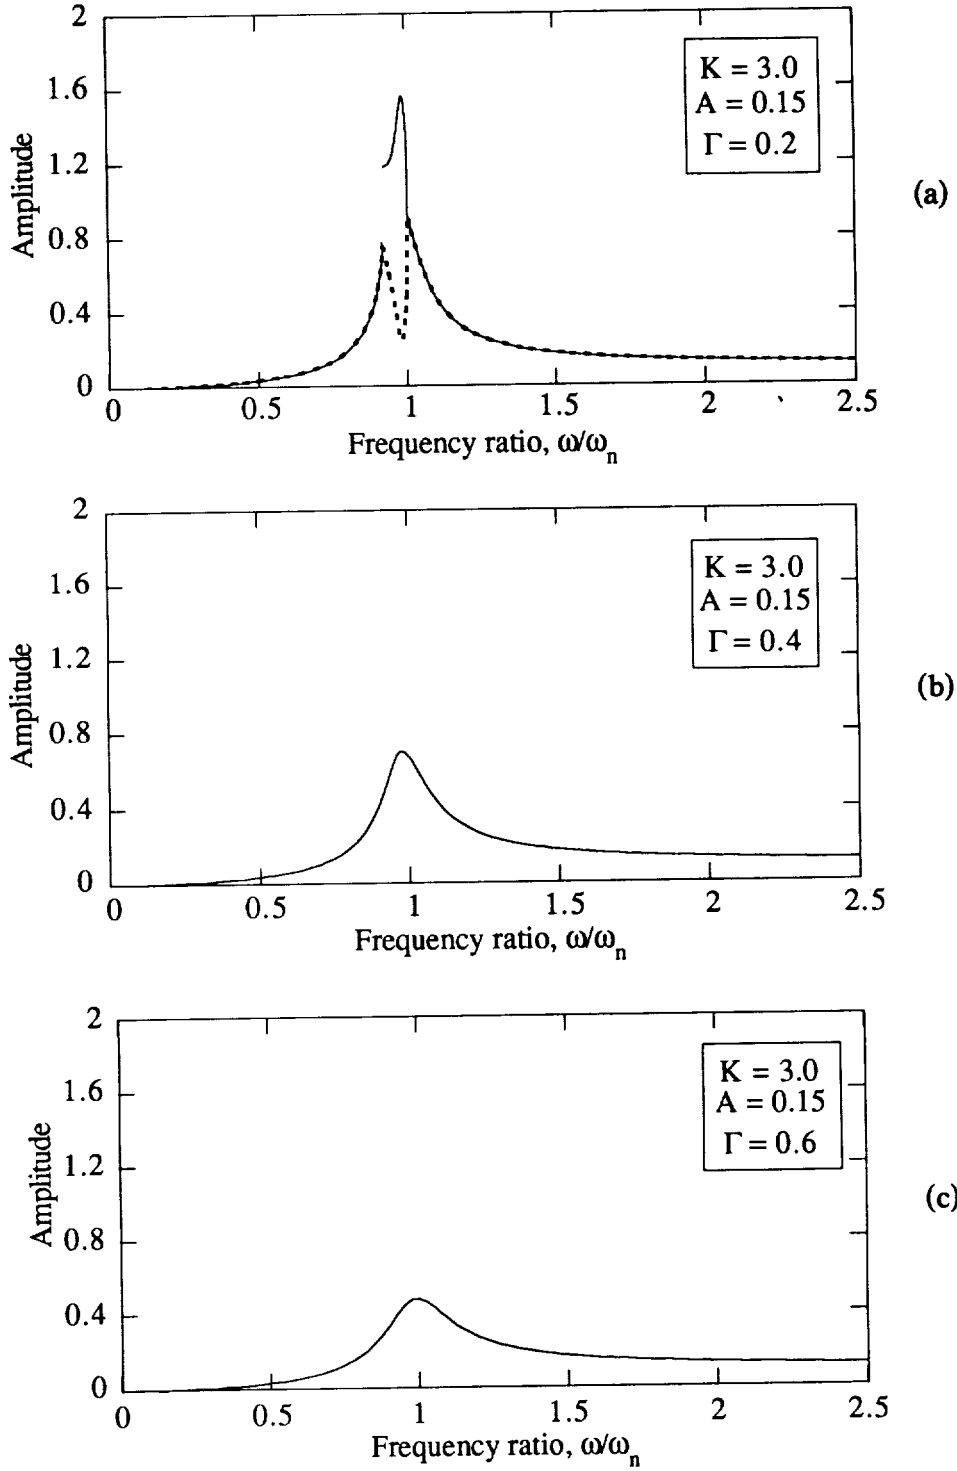 2
1.6
1.2
0.8
0.4
0
Amplitude
K = 3.0
A = 0.15
Γ = 0.2
(a)
0 0.5 1 1.5 2 2.5
Frequency ratio, ω/ωn
2
1.6
1.2
0.8
0.4
0
Amplitude
K = 3.0
A = 0.15
Γ = 0.4
(b)
0 0.5 1 1.5 2 2.5
Frequency ratio, ω/ωn
2
1.6
1.2
0.8
0.4
0
Amplitude
K = 3.0
A = 0.15
Γ = 0.6
(c)
0 0.5 1 1.5 2 2.5
Frequency ratio, ω/ωn